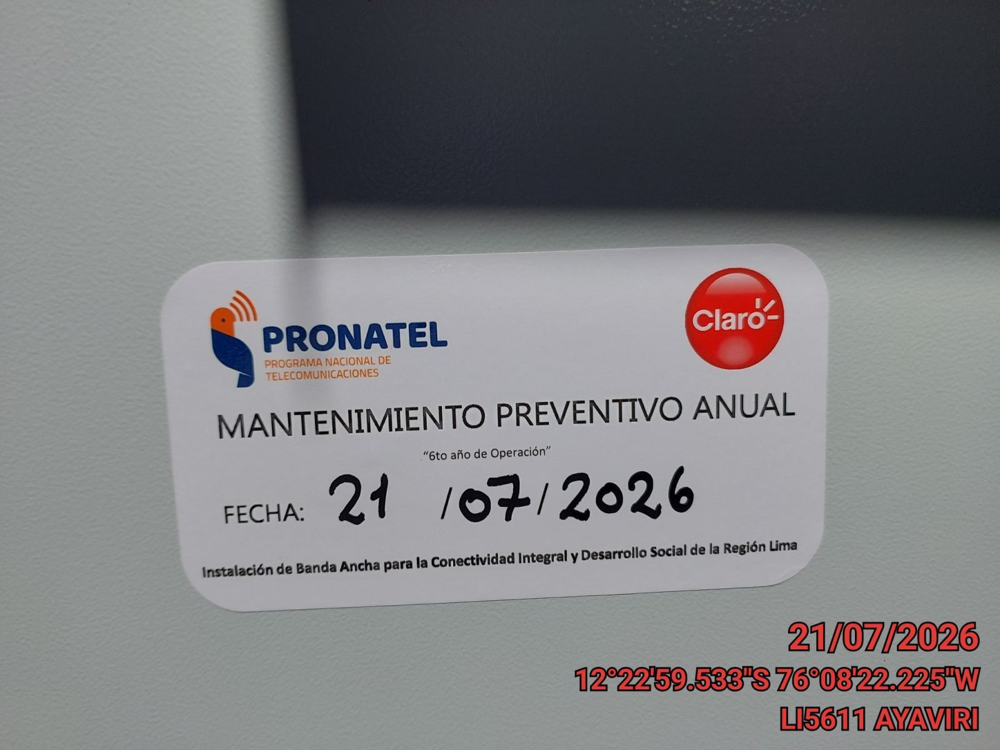 PRONATEL
PROGRAMA NACIONAL DE
TELECOMUNICACIONES
Claro
MANTENIMIENTO PREVENTIVO ANUAL
.“6to año de Operación”
FECHA: 21 /07/2026
Instalación de Banda Ancha para la Conectividad Integral y Desarrollo Social de la Región Lima
21/07/2026
12°22'59.533"S 76°08'22.225"W
LI5611 AYAVIRI